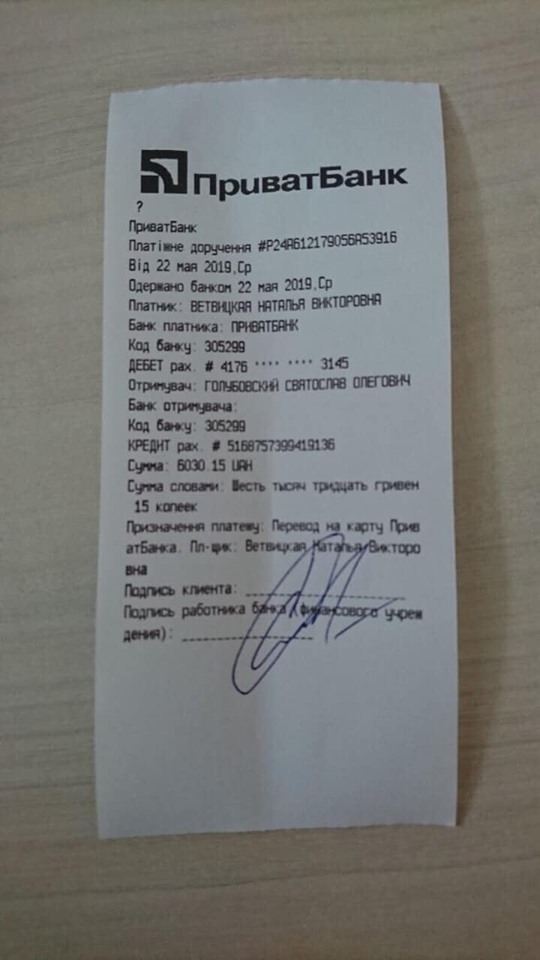 ПриватБанк
?
ПриватБанк
Платіжне доручення #P24A612179056A53916
Від 22 мая 2019,Ср
Одержано банком 22 мая 2019,Ср
Платник: ВЕТВИЦКАЯ НАТАЛЬЯ ВИКТОРОВНА
Банк платника: ПРИВАТБАНК
Код банку: 305299
ДЕБЕТ рах. # 4176 **** **** 3145
Отримувач: ГОЛУБОВСКИЙ СВЯТОСЛАВ ОЛЕГОВИЧ
Банк отримувача:
Код банку: 305299
КРЕДИТ рах. # 5168757399419136
Сумма: 6030.15 UAH
Сумма словами: Шесть тысяч тридцать гривен
15 копеек
Призначення платежу: Перевод на карту Прив
атБанка. Пл-щик: Ветвицкая Наталья Викторо
вна
Подпись клиента:
Подпись работника банка (финансового учреж
дения):